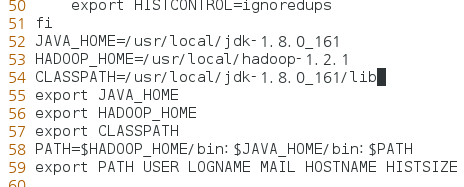 50     export HISTCONTROL=ignoredups
51 fi
52 JAVA_HOME=/usr/local/jdk-1.8.0_161
53 HADOOP_HOME=/usr/local/hadoop-1.2.1
54 CLASSPATH=/usr/local/jdk-1.8.0_161/lib
55 export JAVA_HOME
56 export HADOOP_HOME
57 export CLASSPATH
58 PATH=$HADOOP_HOME/bin:$JAVA_HOME/bin:$PATH
59 export PATH USER LOGNAME MAIL HOSTNAME HISTSIZE
60